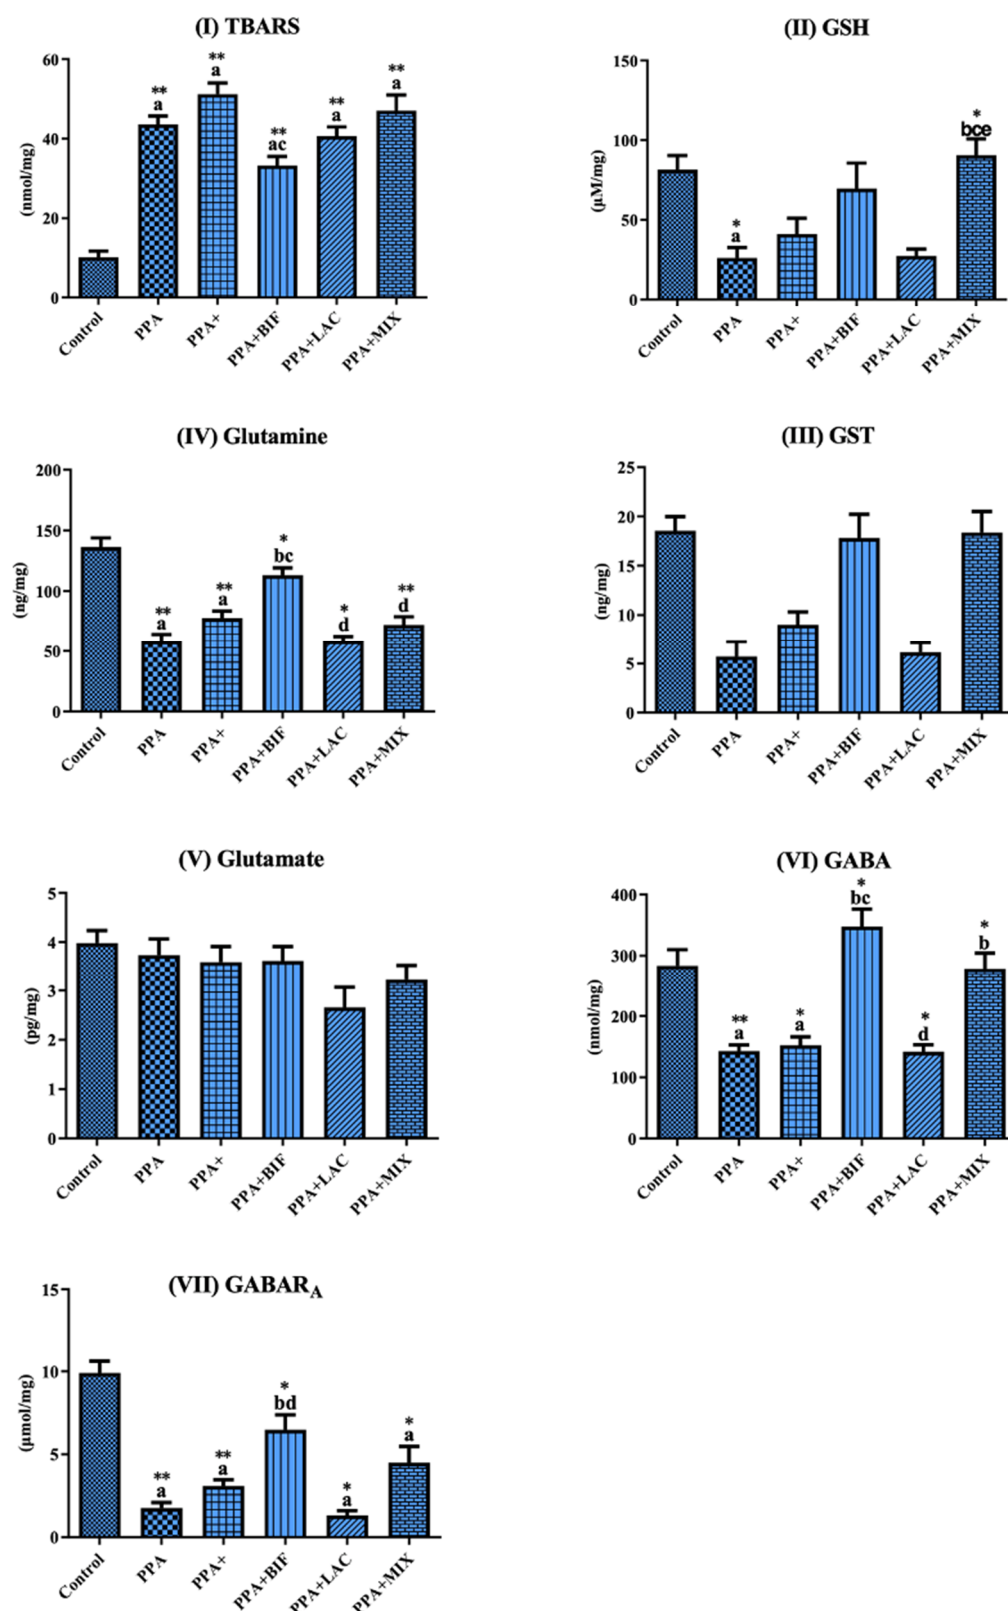 (I) TBARS
60
40
20
0
(nmol/mg)
**
a
**
a
**
ac
**
a
**
a
Control
PPA
PPA+
PPA+BIF
PPA+LAC
PPA+MIX
(II) GSH
150
100
50
0
(μM/mg)
*
a
*
bce
Control
PPA
PPA+
PPA+BIF
PPA+LAC
PPA+MIX
(IV) Glutamine
200
150
100
50
0
(ng/mg)
**
a
**
a
*
bc
*
d
**
d
Control
PPA
PPA+
PPA+BIF
PPA+LAC
PPA+MIX
(III) GST
25
20
15
10
5
0
(ng/mg)
Control
PPA
PPA+
PPA+BIF
PPA+LAC
PPA+MIX
(V) Glutamate
5
4
3
2
1
0
(pg/mg)
Control
PPA
PPA+
PPA+BIF
PPA+LAC
PPA+MIX
(VI) GABA
400
300
200
100
0
(nmol/mg)
**
a
*
a
*
bc
*
d
*
b
Control
PPA
PPA+
PPA+BIF
PPA+LAC
PPA+MIX
(VII) GABAR_A
15
10
5
0
(μmol/mg)
**
a
**
a
*
bd
*
a
*
a
Control
PPA
PPA+
PPA+BIF
PPA+LAC
PPA+MIX